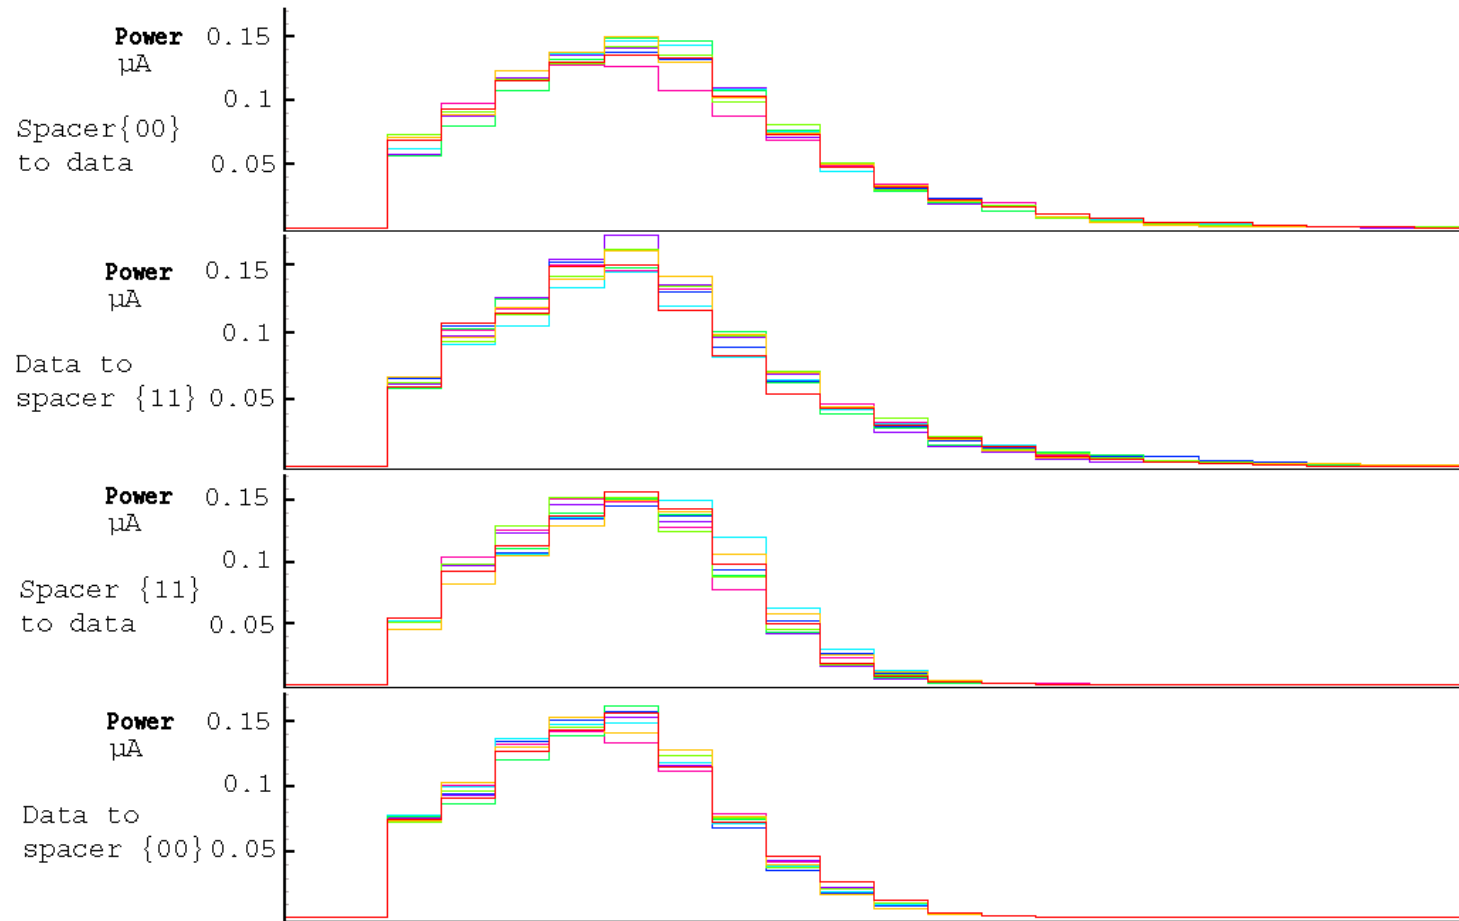 Power 0.15
µA
0.1
Spacer{00}
to data 0.05
Power 0.15
µA
0.1
Data to
spacer {11} 0.05
Power 0.15
µA
0.1
Spacer {11}
to data 0.05
Power 0.15
µA
0.1
Data to
spacer {00} 0.05